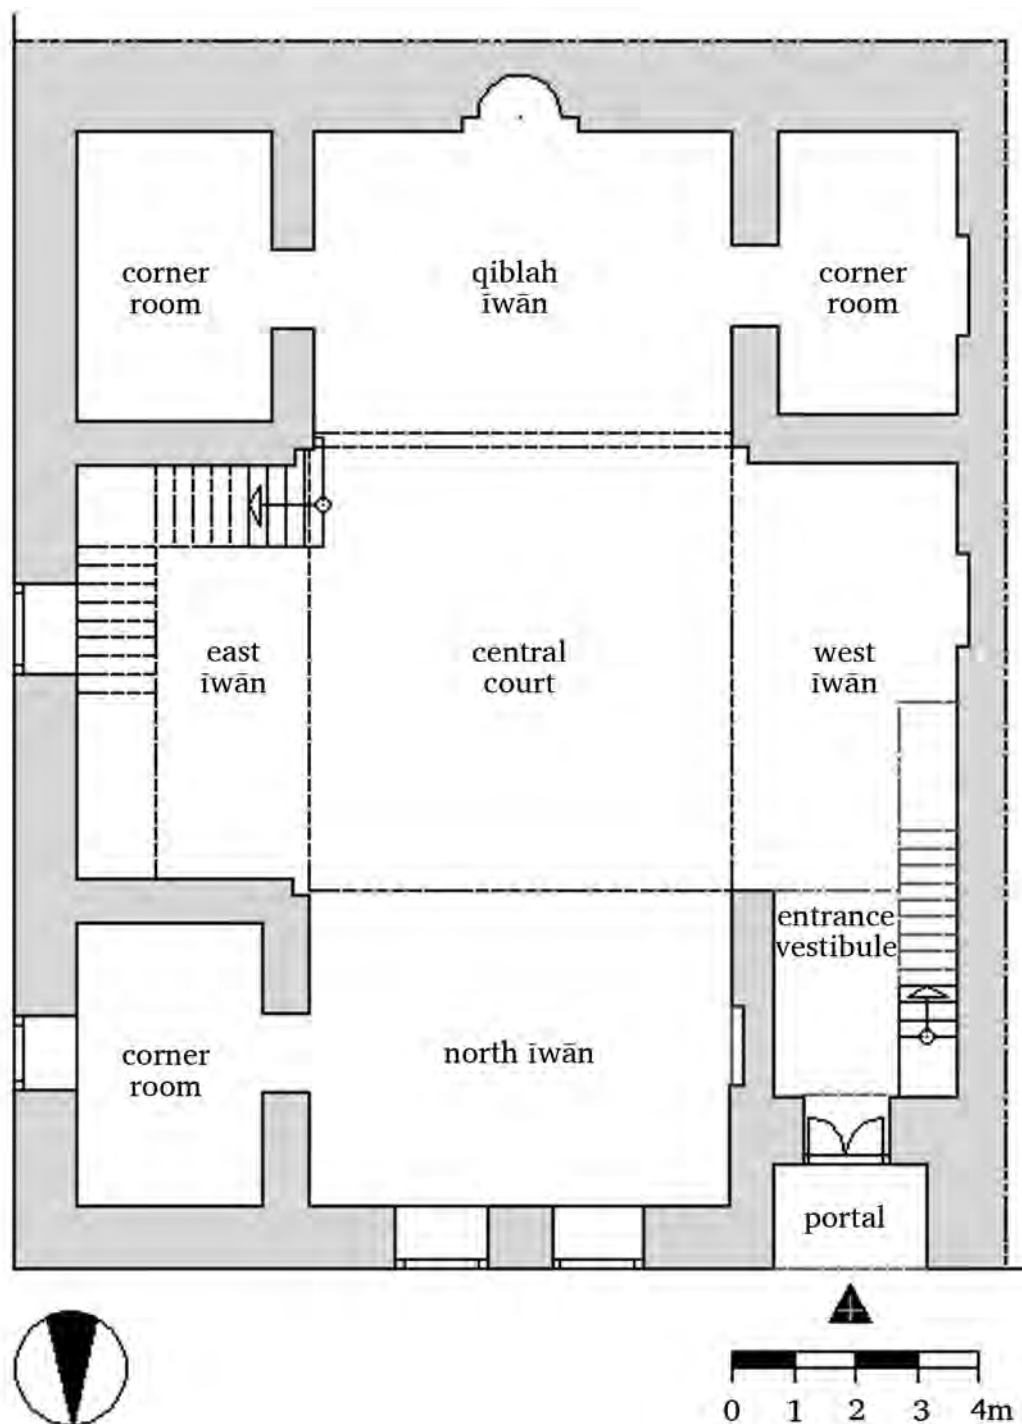 corner
room
qiblah
īwān
corner
room
east
īwān
central
court
west
īwān
entrance
vestibule
corner
room
north īwān
portal
0 1 2 3 4m